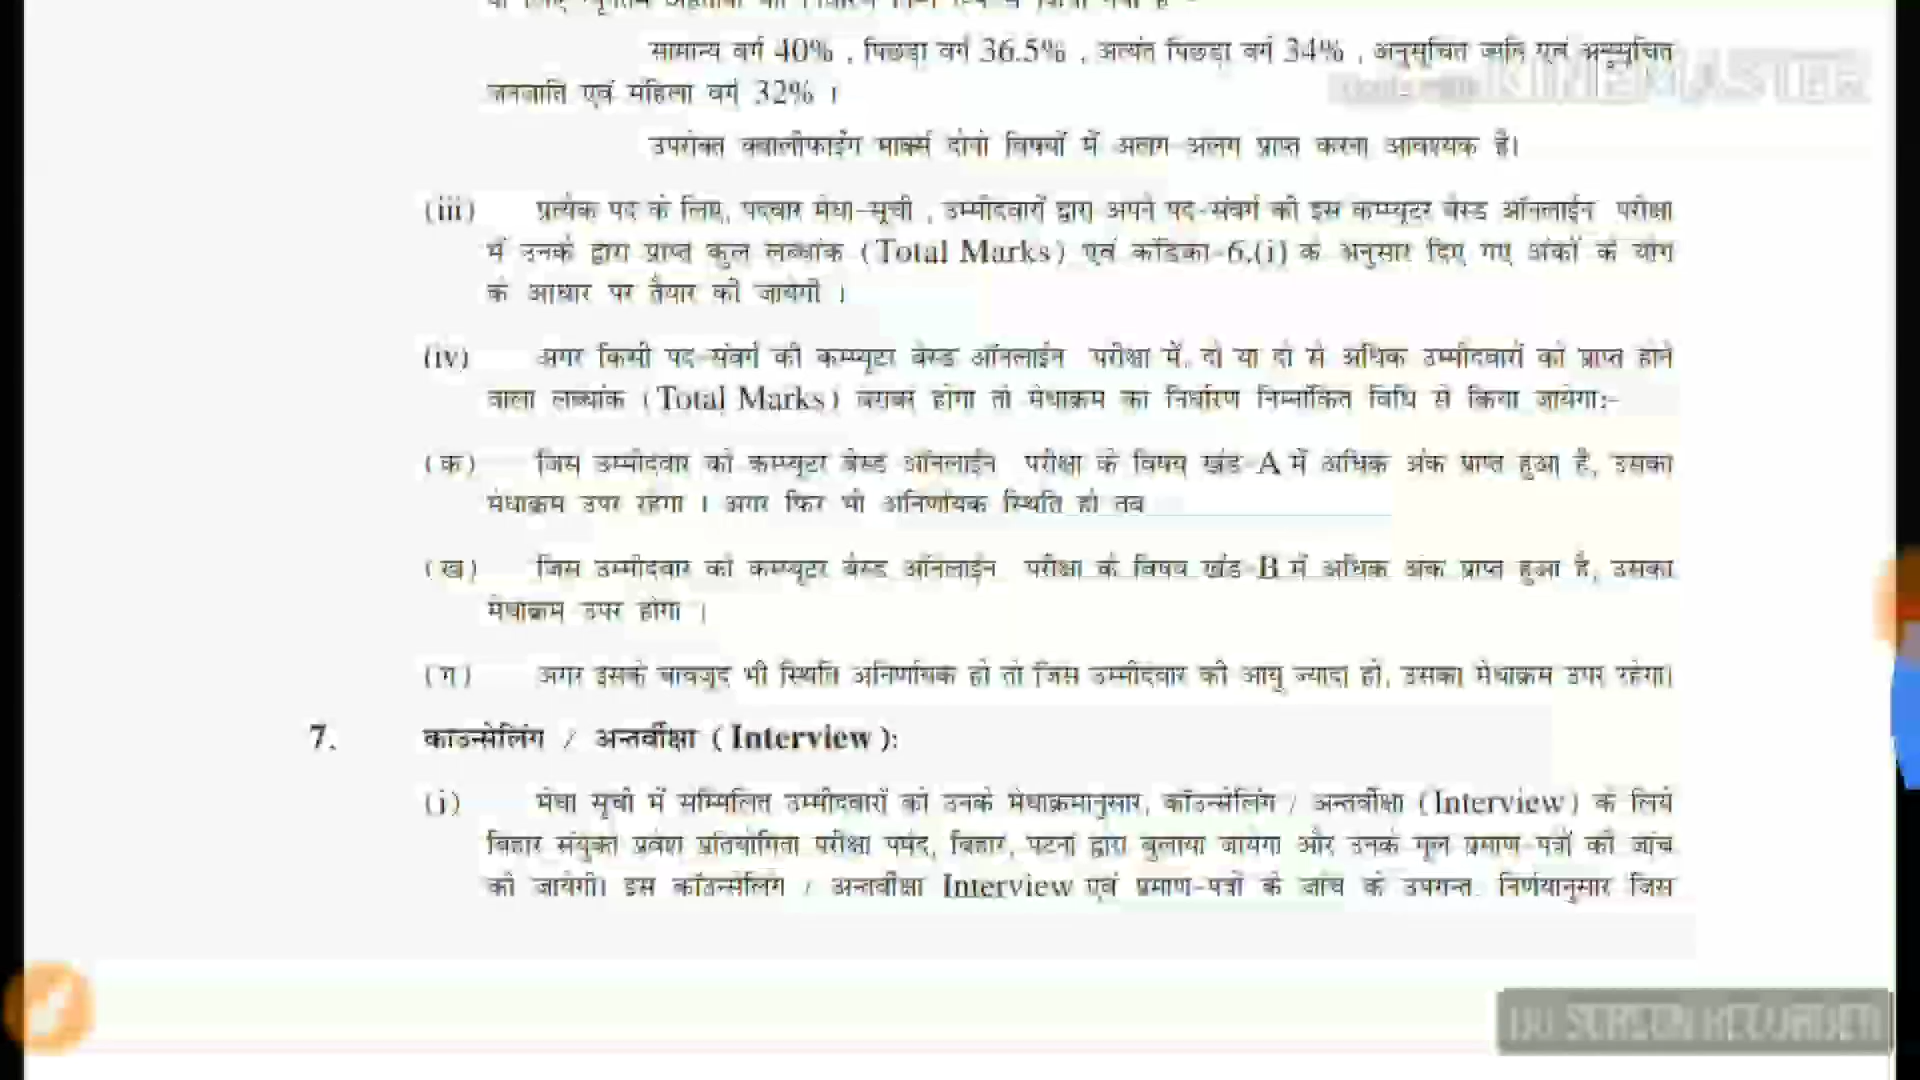 सामान्य वर्ग 40% , पिछड़ा वर्ग 36.5% , अत्यंत पिछड़ा वर्ग 34% , अनुसूचित जाति एवं अनुसूचित
जनजाति एवं महिला वर्ग 32% ।
उपरोक्त क्वालीफाईंग मार्क्स दोनो विषयों में अलग-अलग प्राप्त करना आवश्यक है।
(iii) प्रत्येक पद के लिए, पदवार मेधा-सूची , उम्मीदवारों द्वारा अपने पद-संवर्ग की इस कम्प्यूटर बेस्ड ऑनलाईन परीक्षा
में उनके द्वारा प्राप्त कुल लब्धांक (Total Marks) एवं कंडिका-6.(i) के अनुसार दिए गए अंकों के योग
के आधार पर तैयार की जायेगी ।
(iv) अगर किसी पद-संवर्ग की कम्प्यूटर बेस्ड ऑनलाईन परीक्षा में, दो या दो से अधिक उम्मीदवारों को प्राप्त होने
वाला लब्धांक (Total Marks) बराबर होगा तो मेधाक्रम का निर्धारण निम्नांकित विधि से किया जायेगा:-
(क) जिस उम्मीदवार को कम्प्यूटर बेस्ड ऑनलाईन परीक्षा के विषय खंड-A में अधिक अंक प्राप्त हुआ है, उसका
मेधाक्रम उपर रहेगा । अगर फिर भी अनिर्णायक स्थिति हो तब
(ख) जिस उम्मीदवार को कम्प्यूटर बेस्ड ऑनलाईन परीक्षा के विषय खंड-B में अधिक अंक प्राप्त हुआ है, उसका
मेधाक्रम उपर होगा ।
(ग) अगर इसके बावजूद भी स्थिति अनिर्णायक हो तो जिस उम्मीदवार की आयु ज्यादा हो, उसका मेधाक्रम उपर रहेगा।
7. काउन्सेलिंग / अन्तर्वीक्षा (Interview):
(i) मेधा सूची में सम्मिलित उम्मीदवारों को उनके मेधाक्रमानुसार, कॉउन्सेलिंग / अन्तर्वीक्षा (Interview) के लिये
बिहार संयुक्त प्रवेश प्रतियोगिता परीक्षा पर्षद, बिहार, पटना द्वारा बुलाया जायेगा और उनके मूल प्रमाण-पत्रों की जांच
की जायेगी। इस कॉउन्सेलिंग / अन्तर्वीक्षा Interview एवं प्रमाण-पत्रों के जांच के उपरान्त निर्णयानुसार जिस
KINEMASTER
DU SCREEN RECORDER